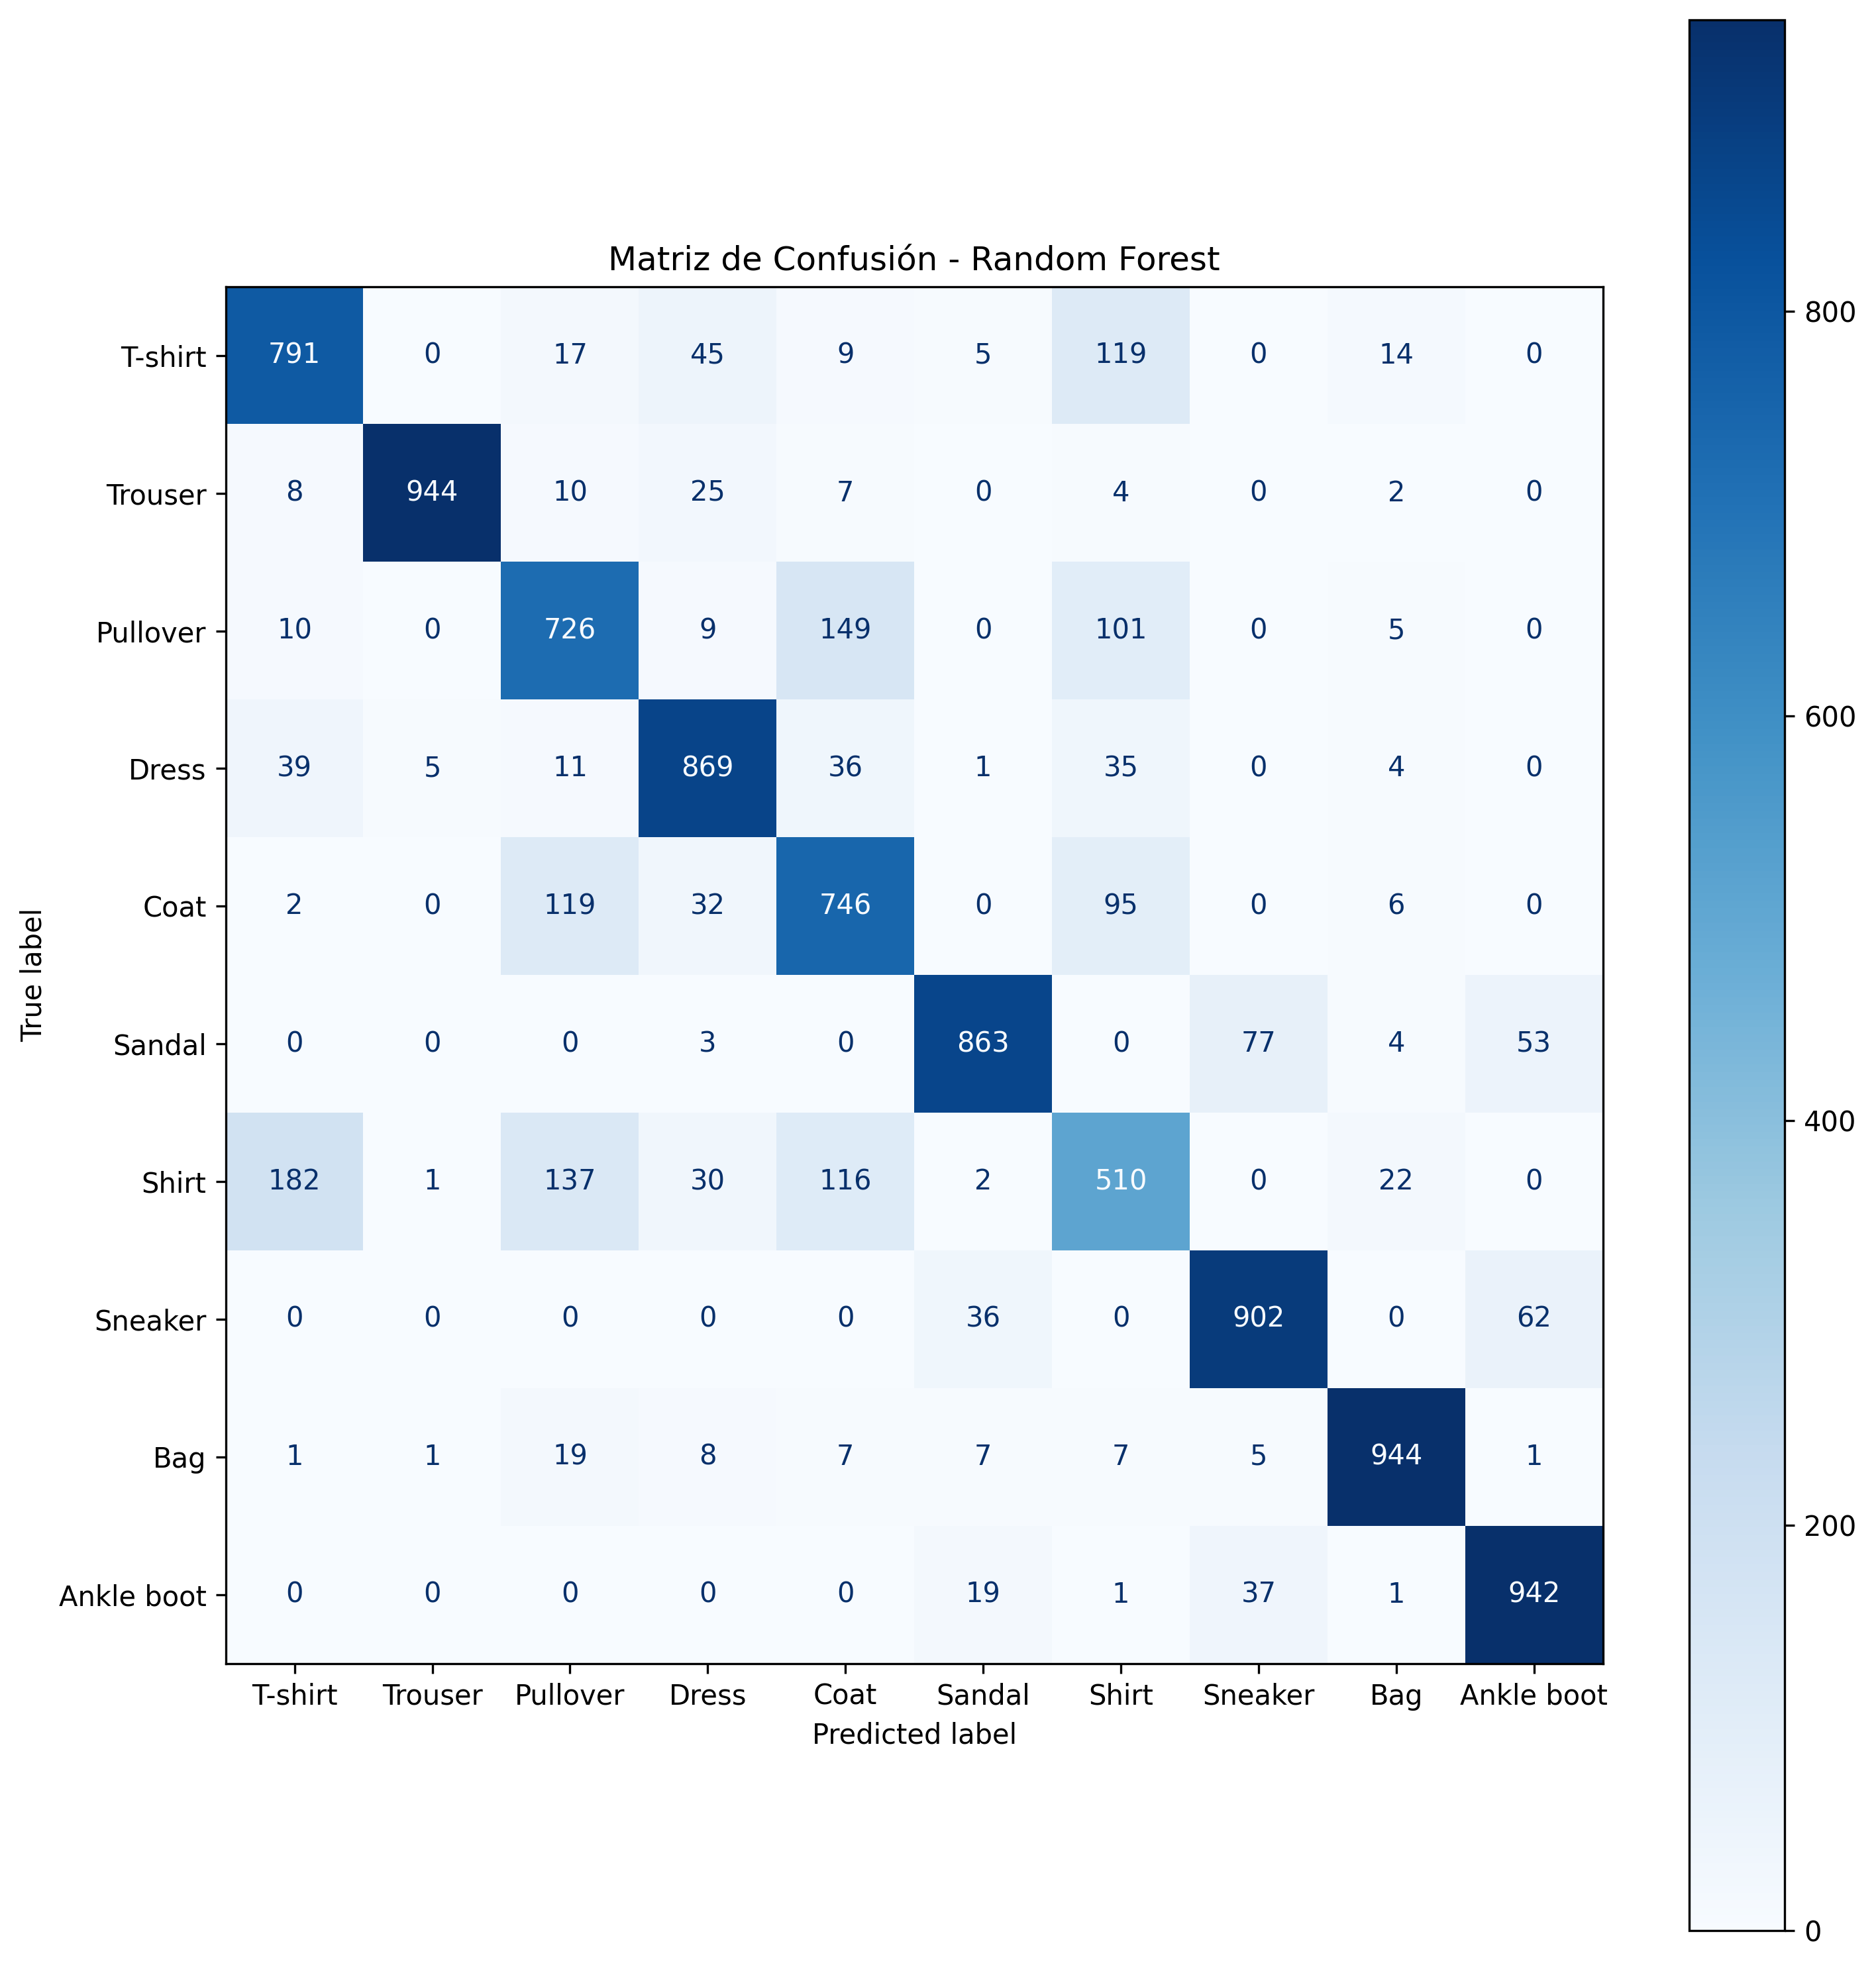 Matriz de Confusión - Random Forest
True label
T-shirt 791 0 17 45 9 5 119 0 14 0
Trouser 8 944 10 25 7 0 4 0 2 0
Pullover 10 0 726 9 149 0 101 0 5 0
Dress 39 5 11 869 36 1 35 0 4 0
Coat 2 0 119 32 746 0 95 0 6 0
Sandal 0 0 0 3 0 863 0 77 4 53
Shirt 182 1 137 30 116 2 510 0 22 0
Sneaker 0 0 0 0 0 36 0 902 0 62
Bag 1 1 19 8 7 7 7 5 944 1
Ankle boot 0 0 0 0 0 19 1 37 1 942
T-shirt Trouser Pullover Dress Coat Sandal Shirt Sneaker Bag Ankle boot
Predicted label
800
600
400
200
0